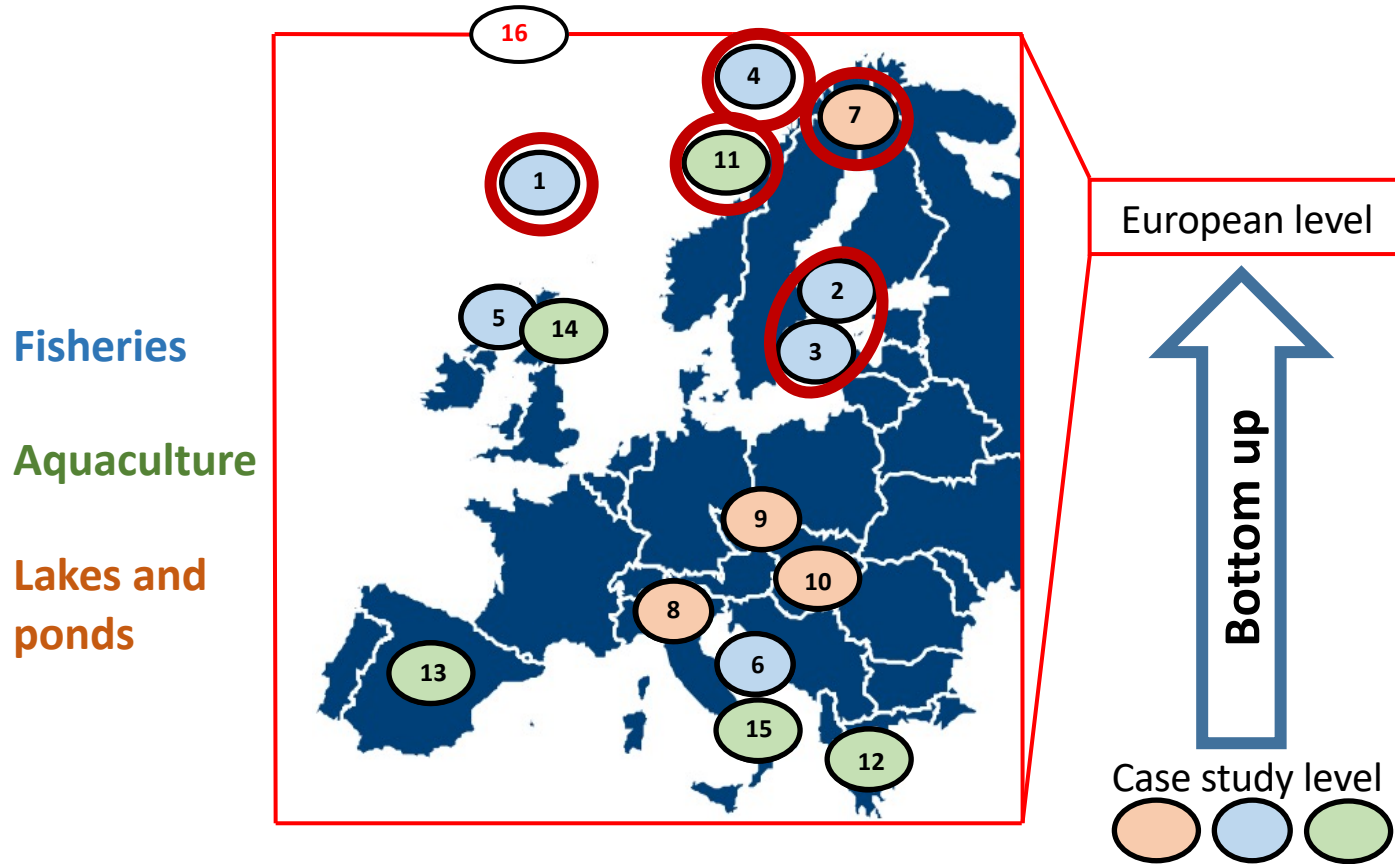 16
4
7
11
1
European level
2
5
14
3
Fisheries
Aquaculture
Bottom up
9
Lakes and
ponds
10
8
6
13
15
12
Case study level